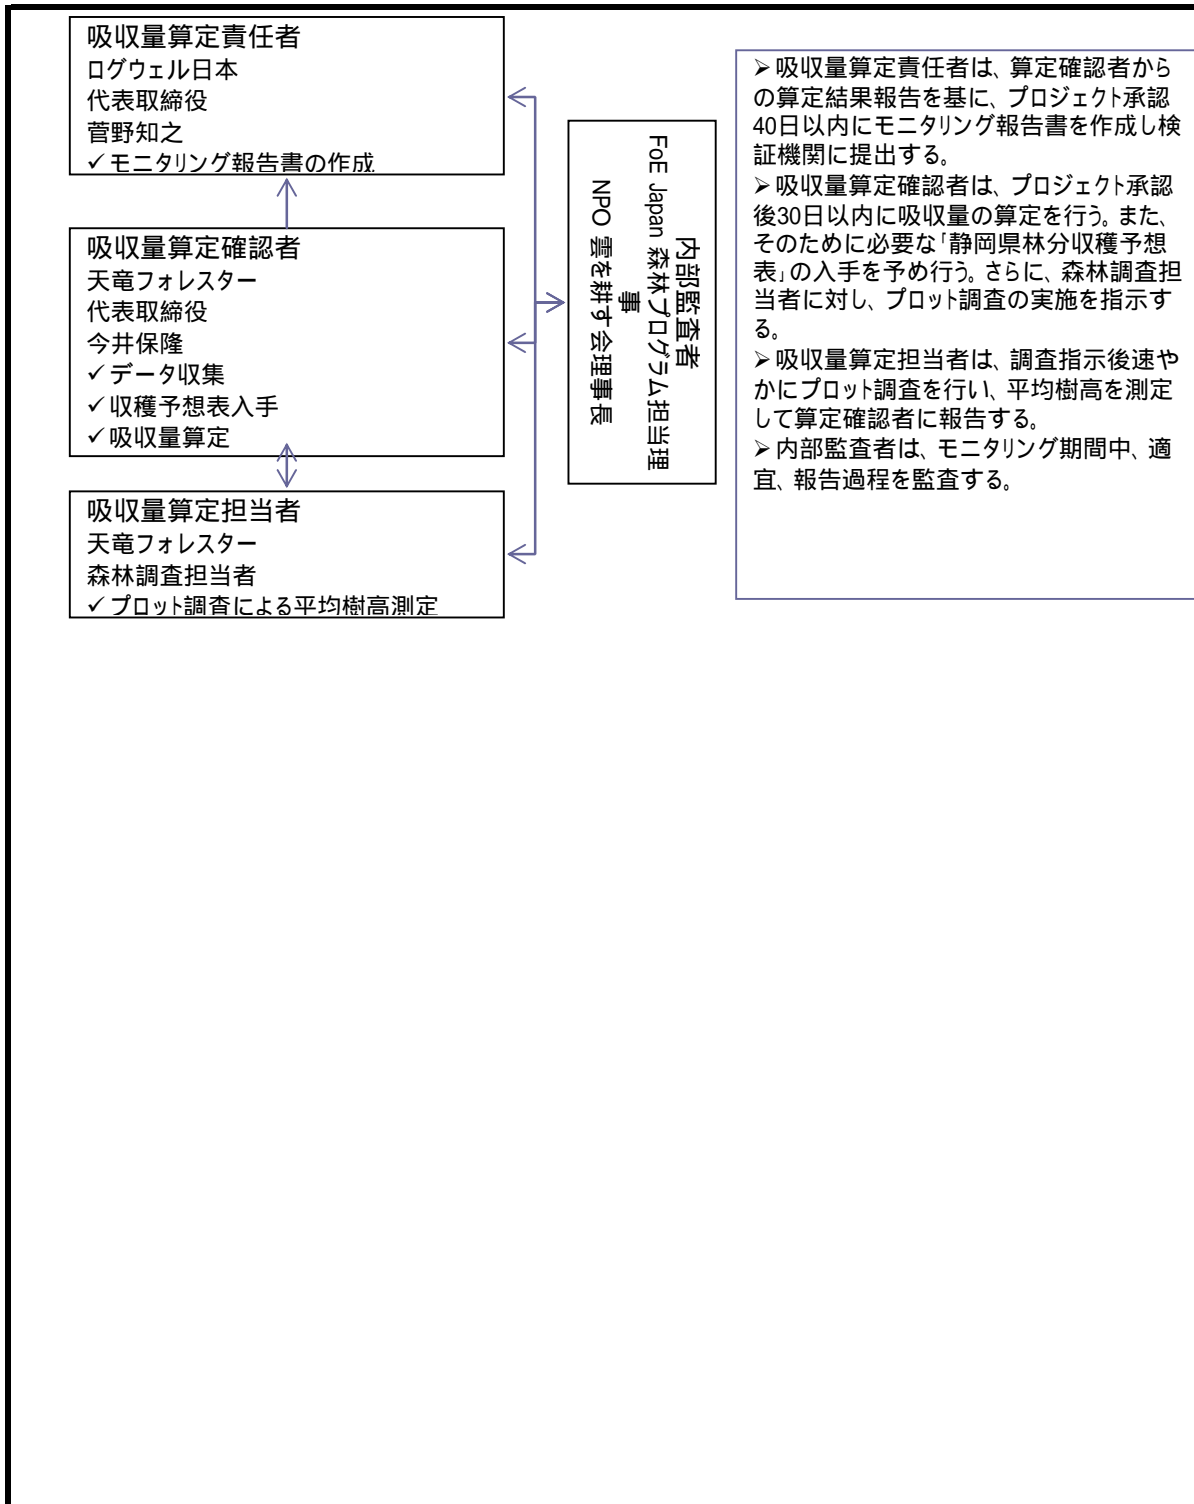 吸収量算定責任者
ログウェル日本
代表取締役
菅野知之
✓モニタリング報告書の作成
吸収量算定確認者
天竜フォレスター
代表取締役
今井保隆
✓データ収集
✓収穫予想表入手
✓吸収量算定
吸収量算定担当者
天竜フォレスター
森林調査担当者
✓プロット調査による平均樹高測定
内部監査者
FoE Japan 森林プログラム担当理
事
NPO 雲を耕す会理事長
➢吸収量算定責任者は、算定確認者から
の算定結果報告を基に、プロジェクト承認
40日以内にモニタリング報告書を作成し検
証機関に提出する。
➢吸収量算定確認者は、プロジェクト承認
後30日以内に吸収量の算定を行う。また、
そのために必要な「静岡県林分収穫予想
表」の入手を予め行う。さらに、森林調査担
当者に対し、プロット調査の実施を指示す
る。
➢吸収量算定担当者は、調査指示後速や
かにプロット調査を行い、平均樹高を測定
して算定確認者に報告する。
➢内部監査者は、モニタリング期間中、適
宜、報告過程を監査する。